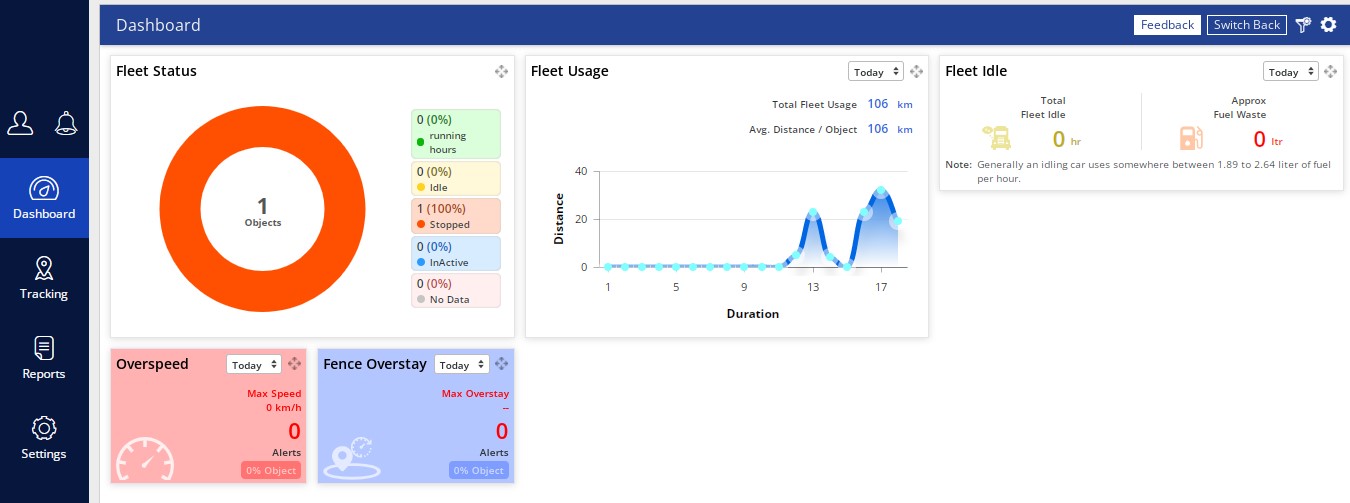 Dashboard
Feedback
Switch Back
Dashboard
Tracking
Reports
Settings
Fleet Status
1
Objects
0 (0%)
running
hours
0 (0%)
Idle
1 (100%)
Stopped
0 (0%)
InActive
0 (0%)
No Data
Fleet Usage
Today
Total Fleet Usage 106 km
Avg. Distance / Object 106 km
Distance
40
20
0
1 5 9 13 17
Duration
Fleet Idle
Today
Total
Fleet Idle
0 hr
Approx
Fuel Waste
0 ltr
Note: Generally an idling car uses somewhere between 1.89 to 2.64 liter of fuel
per hour.
Overspeed
Today
Max Speed
0 km/h
0
Alerts
0% Object
Fence Overstay
Today
Max Overstay
--
0
Alerts
0% Object